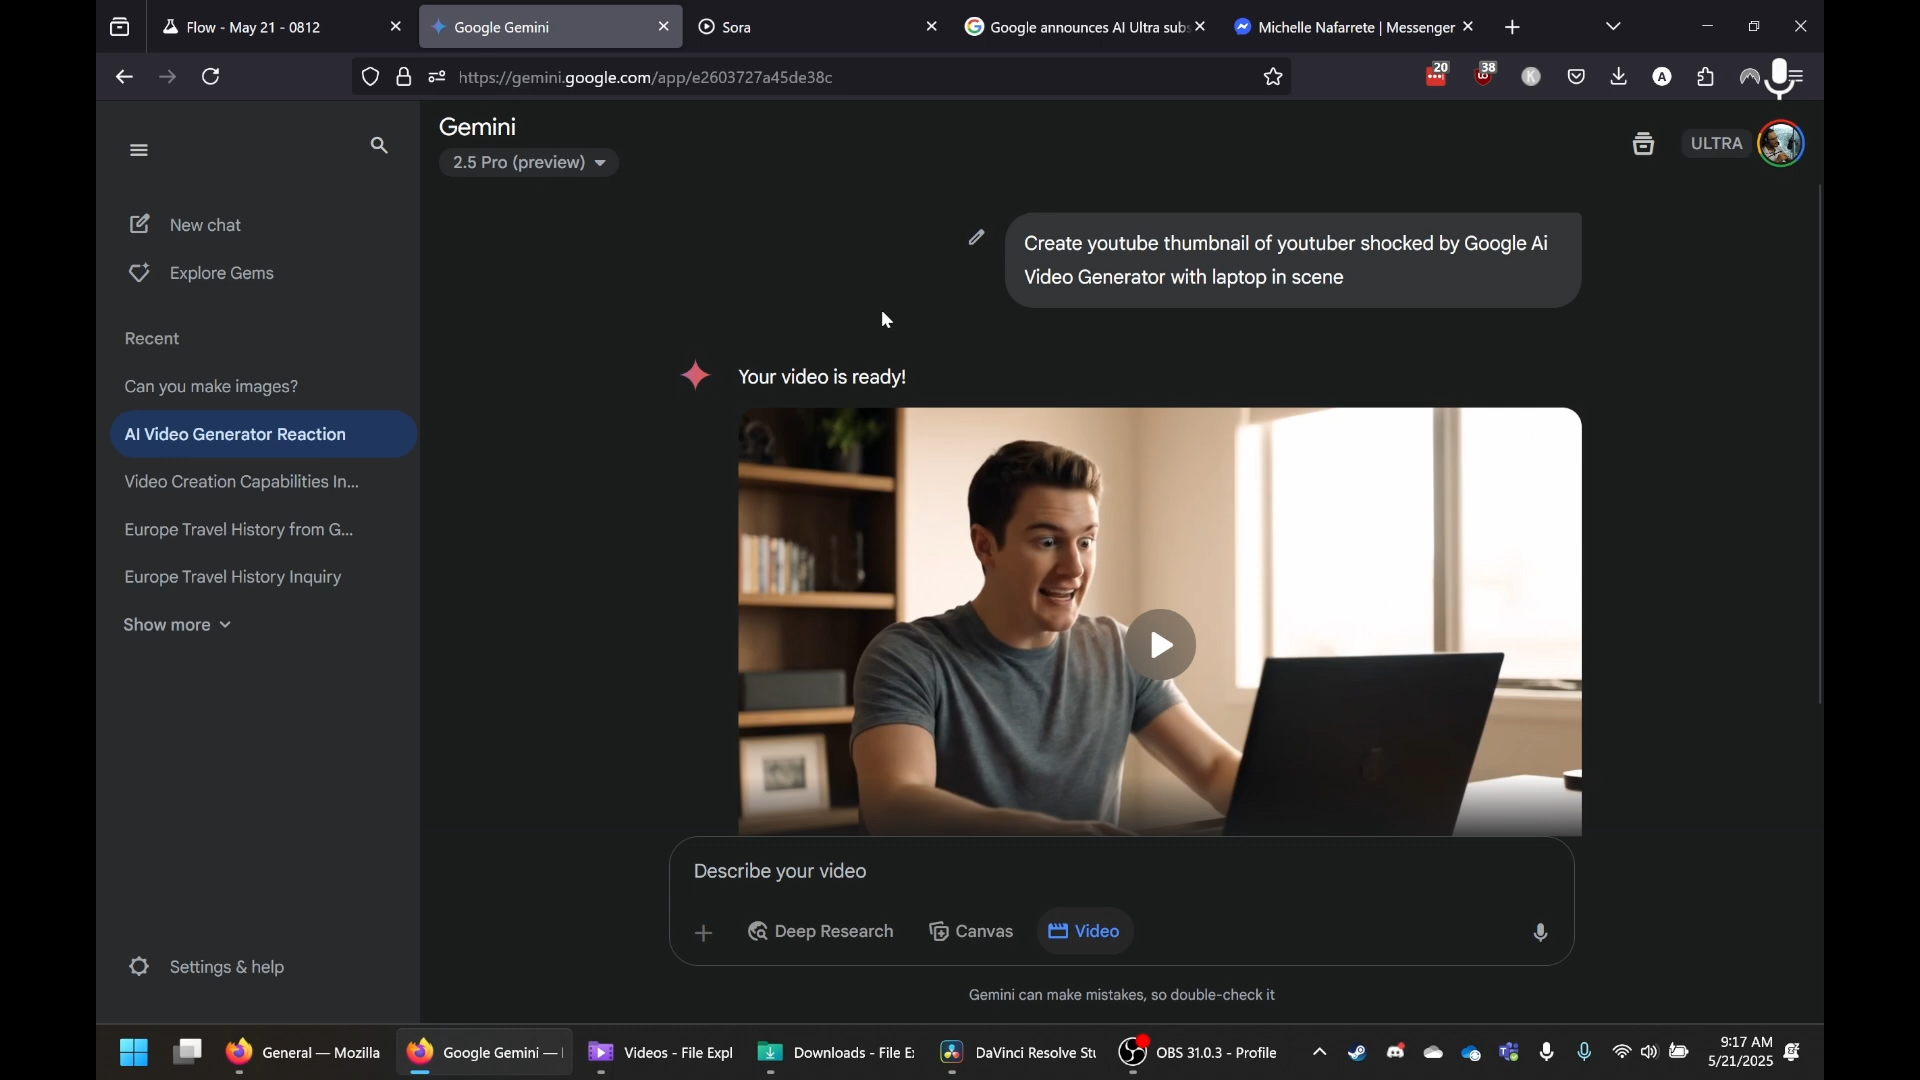 Flow - May 21 - 0812
Google Gemini
Sora
Google announces AI Ultra subs
Michelle Nafarrete | Messenger
https://gemini.google.com/app/e2603727a45de38c
20
38
K
A
Gemini
2.5 Pro (preview)
ULTRA
New chat
Explore Gems
Recent
Can you make images?
AI Video Generator Reaction
Video Creation Capabilities In...
Europe Travel History from G...
Europe Travel History Inquiry
Show more
Settings & help
Create youtube thumbnail of youtuber shocked by Google Ai
Video Generator with laptop in scene
Your video is ready!
Describe your video
Deep Research
Canvas
Video
Gemini can make mistakes, so double-check it
General — Mozilla
Google Gemini —
Videos - File Expl
Downloads - File E
DaVinci Resolve Stu
OBS 31.0.3 - Profile
9:17 AM
5/21/2025